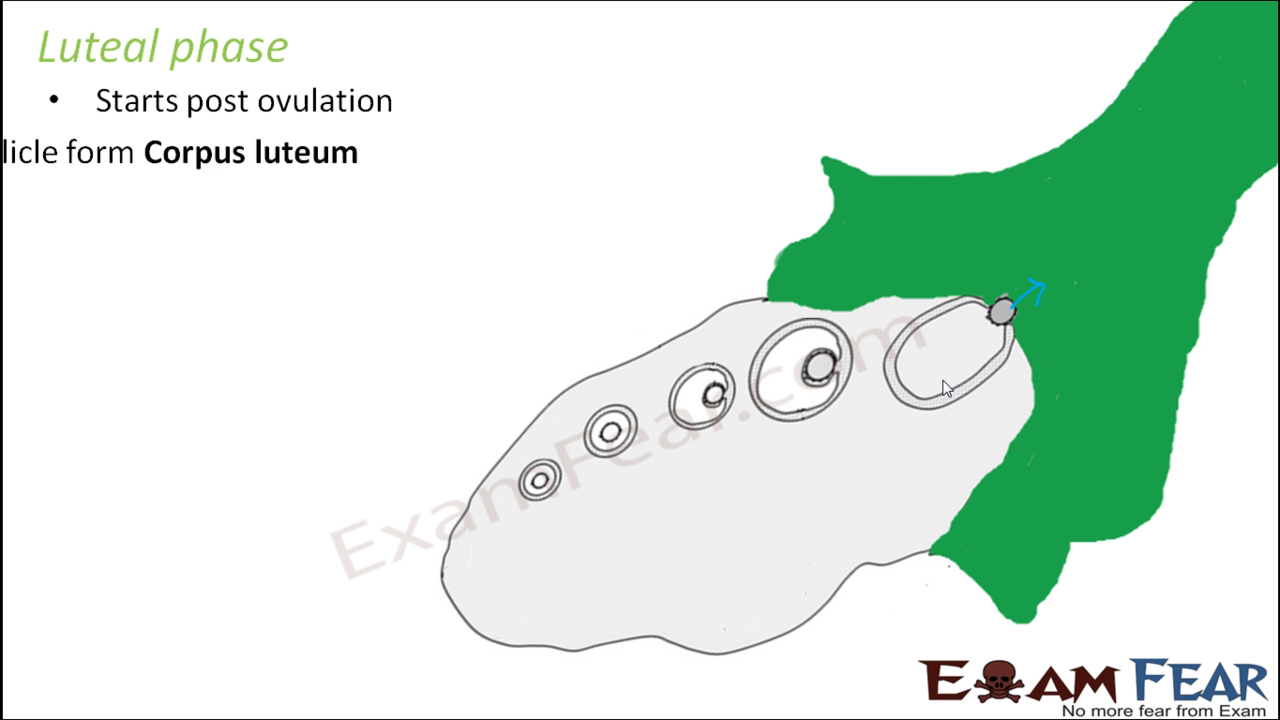 Luteal phase
• Starts post ovulation
licle form Corpus luteum
ExamFear.com
EXAM FEAR
No more fear from Exam